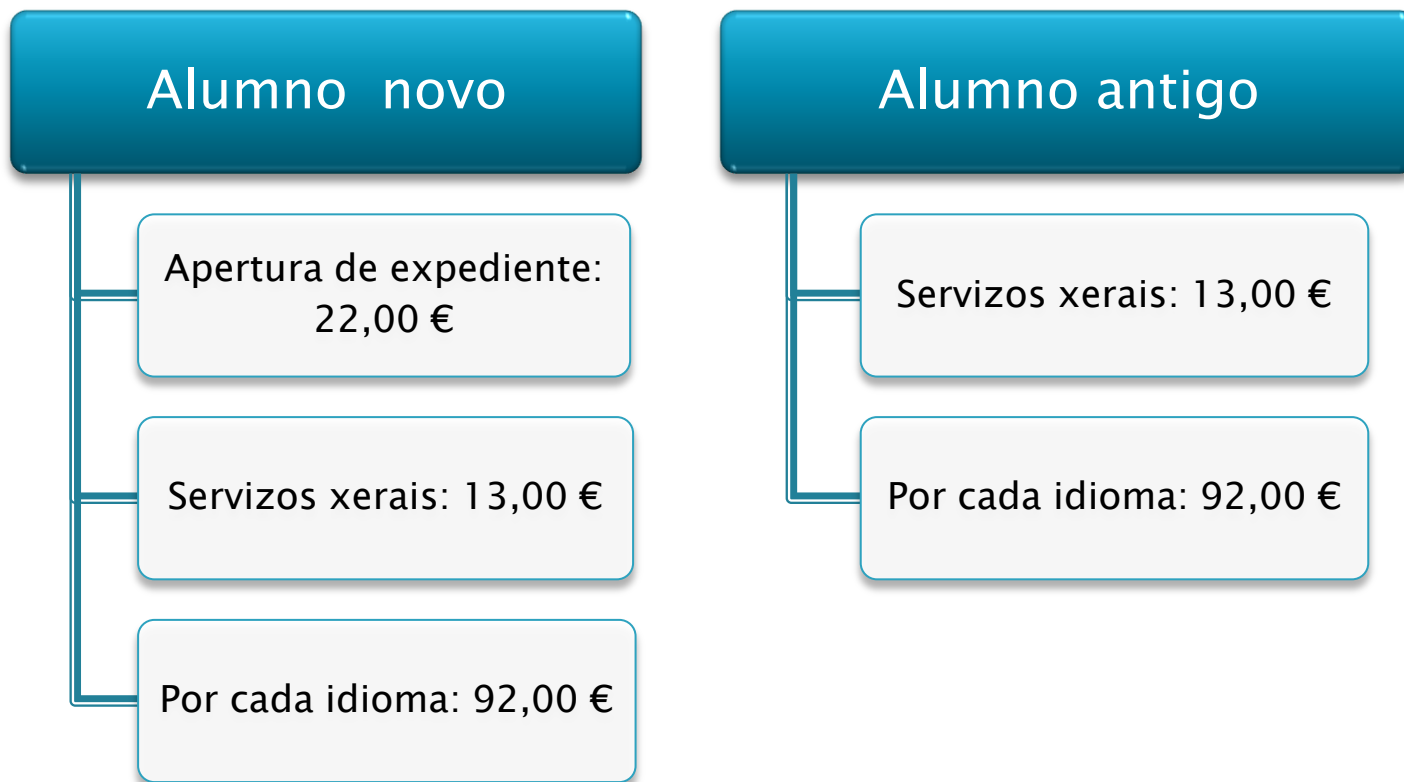 Alumno novo
Apertura de expediente:
22,00 €
Servizos xerais: 13,00 €
Por cada idioma: 92,00 €
Alumno antigo
Servizos xerais: 13,00 €
Por cada idioma: 92,00 €